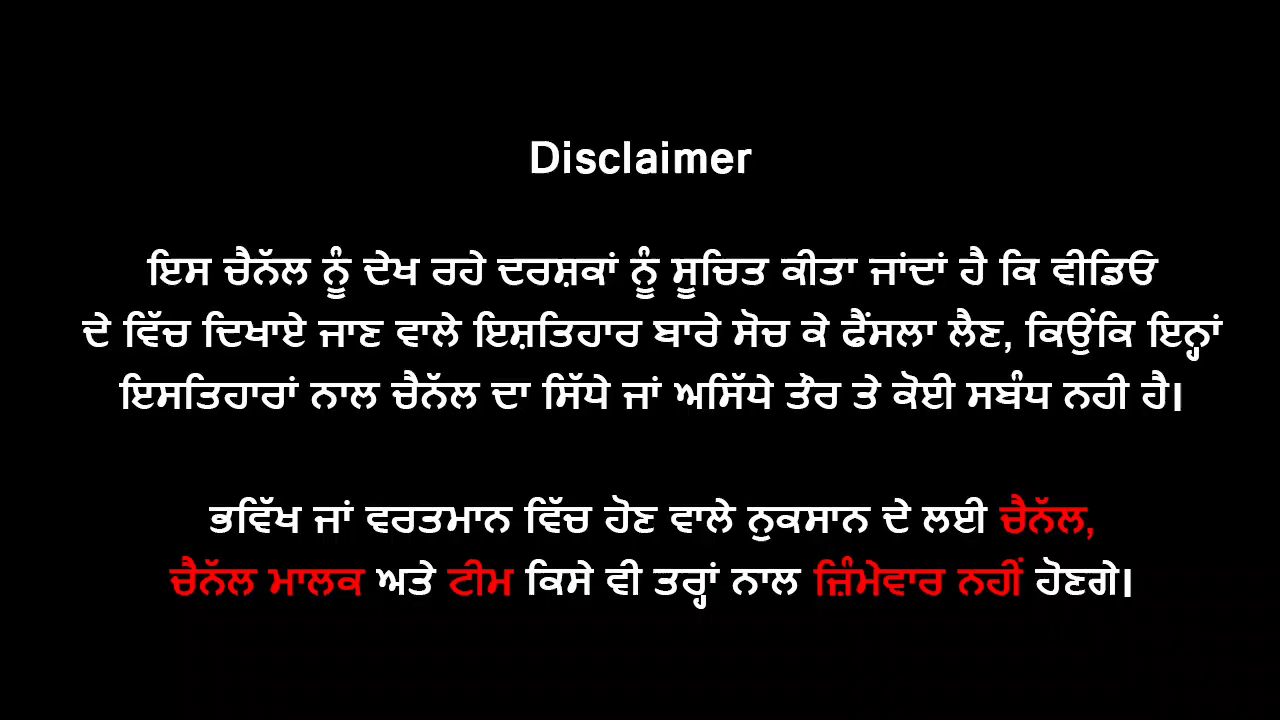 Disclaimer
ਇਸ ਚੈਨੱਲ ਨੂੰ ਦੇਖ ਰਹੇ ਦਰਸ਼ਕਾਂ ਨੂੰ ਸੂਚਿਤ ਕੀਤਾ ਜਾਂਦਾਂ ਹੈ ਕਿ ਵੀਡਿਓ
ਦੇ ਵਿੱਚ ਦਿਖਾਏ ਜਾਣ ਵਾਲੇ ਇਸ਼ਤਿਹਾਰ ਬਾਰੇ ਸੋਚ ਕੇ ਫੈਂਸਲਾ ਲੈਣ, ਕਿਉਂਕਿ ਇਨ੍ਹਾਂ
ਇਸਤਿਹਾਰਾਂ ਨਾਲ ਚੈਨੱਲ ਦਾ ਸਿੱਧੇ ਜਾਂ ਅਸਿੱਧੇ ਤੌਰ ਤੇ ਕੋਈ ਸਬੰਧ ਨਹੀ ਹੈ।
ਭਵਿੱਖ ਜਾਂ ਵਰਤਮਾਨ ਵਿੱਚ ਹੋਣ ਵਾਲੇ ਨੁਕਸਾਨ ਦੇ ਲਈ ਚੈਨੱਲ,
ਚੈਨੱਲ ਮਾਲਕ ਅਤੇ ਟੀਮ ਕਿਸੇ ਵੀ ਤਰ੍ਹਾਂ ਨਾਲ ਜ਼ਿੰਮੇਵਾਰ ਨਹੀਂ ਹੋਣਗੇ।